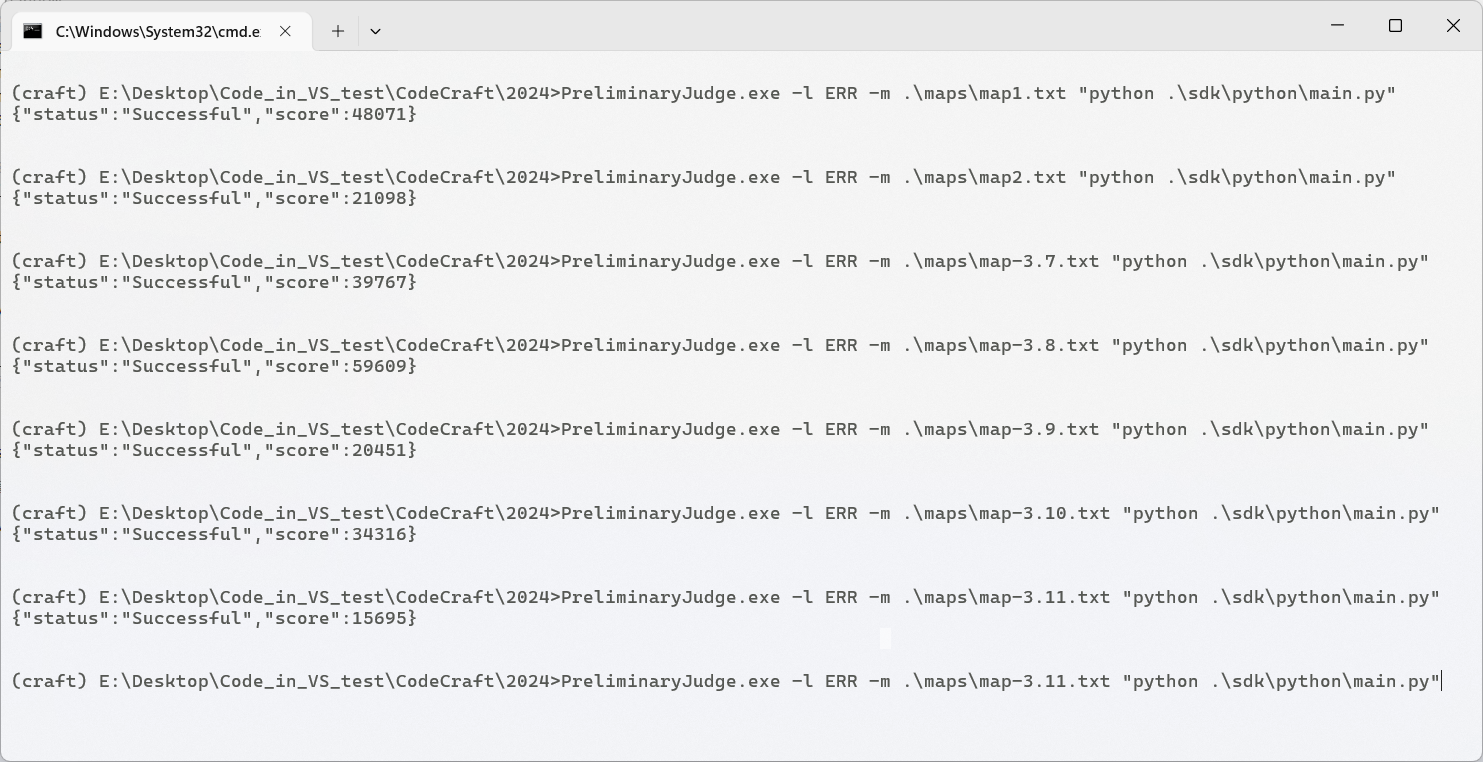 C:\Windows\System32\cmd.e
(craft) E:\Desktop\Code_in_VS_test\CodeCraft\2024>PreliminaryJudge.exe -l ERR -m .\maps\map1.txt "python .\sdk\python\main.py"
{"status":"Successful","score":48071}
(craft) E:\Desktop\Code_in_VS_test\CodeCraft\2024>PreliminaryJudge.exe -l ERR -m .\maps\map2.txt "python .\sdk\python\main.py"
{"status":"Successful","score":21098}
(craft) E:\Desktop\Code_in_VS_test\CodeCraft\2024>PreliminaryJudge.exe -l ERR -m .\maps\map-3.7.txt "python .\sdk\python\main.py"
{"status":"Successful","score":39767}
(craft) E:\Desktop\Code_in_VS_test\CodeCraft\2024>PreliminaryJudge.exe -l ERR -m .\maps\map-3.8.txt "python .\sdk\python\main.py"
{"status":"Successful","score":59609}
(craft) E:\Desktop\Code_in_VS_test\CodeCraft\2024>PreliminaryJudge.exe -l ERR -m .\maps\map-3.9.txt "python .\sdk\python\main.py"
{"status":"Successful","score":20451}
(craft) E:\Desktop\Code_in_VS_test\CodeCraft\2024>PreliminaryJudge.exe -l ERR -m .\maps\map-3.10.txt "python .\sdk\python\main.py"
{"status":"Successful","score":34316}
(craft) E:\Desktop\Code_in_VS_test\CodeCraft\2024>PreliminaryJudge.exe -l ERR -m .\maps\map-3.11.txt "python .\sdk\python\main.py"
{"status":"Successful","score":15695}
(craft) E:\Desktop\Code_in_VS_test\CodeCraft\2024>PreliminaryJudge.exe -l ERR -m .\maps\map-3.11.txt "python .\sdk\python\main.py"